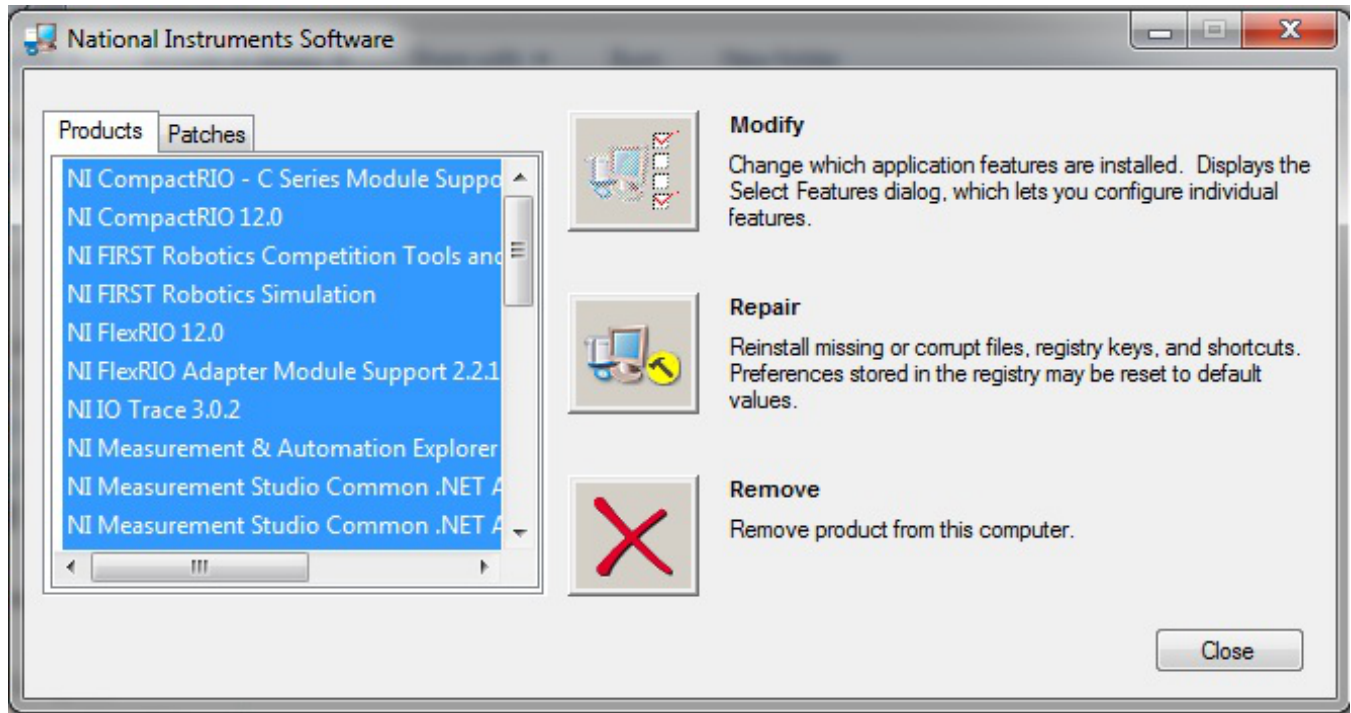 National Instruments Software
Products
Patches
NI CompactRIO - C Series Module Suppo
NI CompactRIO 12.0
NI FIRST Robotics Competition Tools and
NI FIRST Robotics Simulation
NI FlexRIO 12.0
NI FlexRIO Adapter Module Support 2.2.1
NI IO Trace 3.0.2
NI Measurement & Automation Explorer
NI Measurement Studio Common .NET A
NI Measurement Studio Common .NET A
Modify
Change which application features are installed.  Displays the
Select Features dialog, which lets you configure individual
features.
Repair
Reinstall missing or corrupt files, registry keys, and shortcuts.
Preferences stored in the registry may be reset to default
values.
Remove
Remove product from this computer.
Close